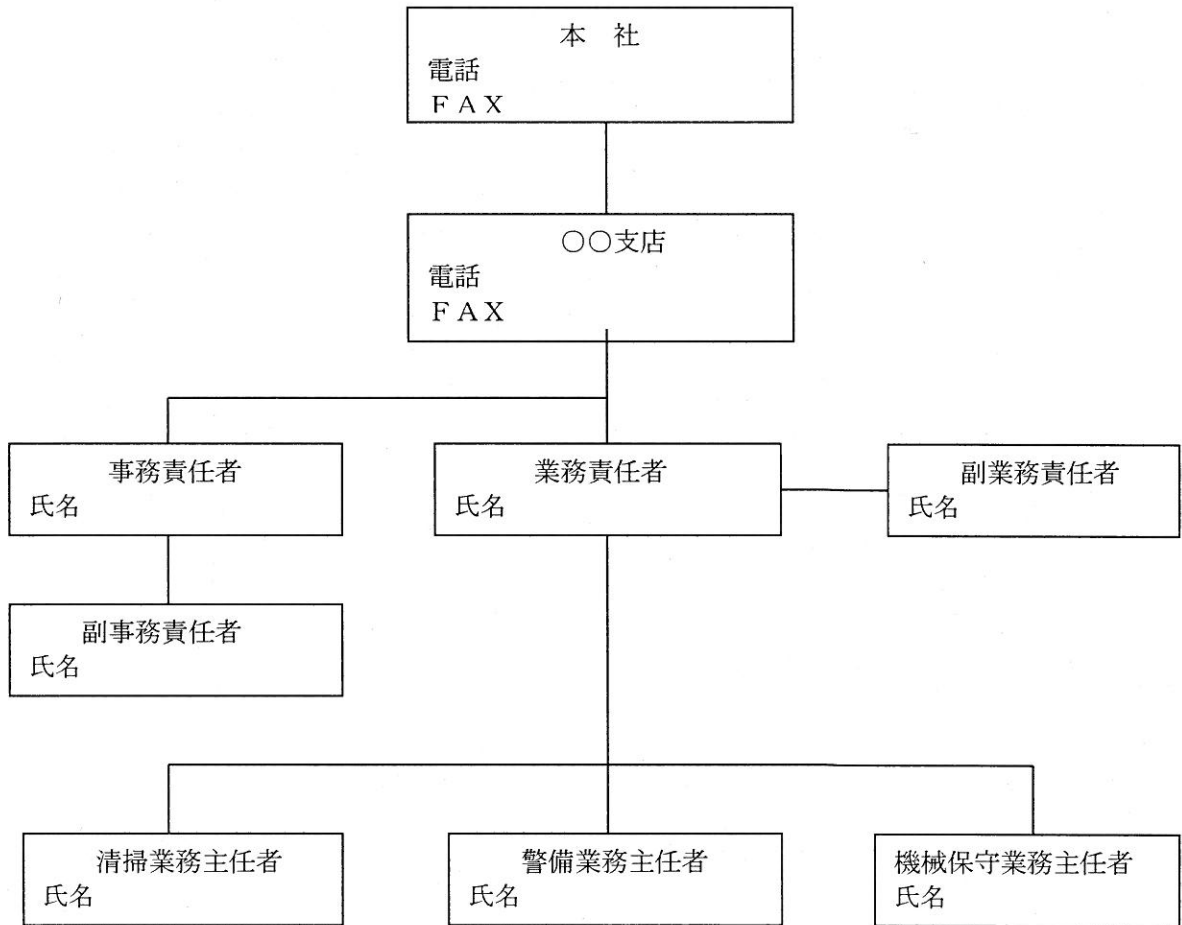 本　社
電話
ＦＡＸ
○○支店
電話
ＦＡＸ
事務責任者
氏名
業務責任者
氏名
副業務責任者
氏名
副事務責任者
氏名
清掃業務主任者
氏名
警備業務主任者
氏名
機械保守業務主任者
氏名